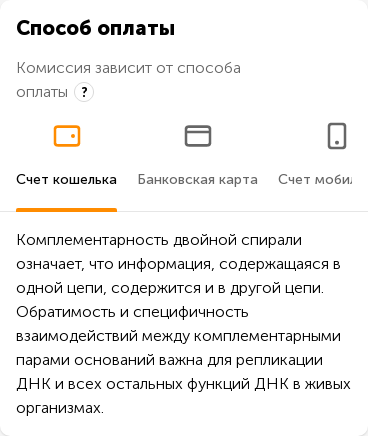 Способ оплаты
Комиссия зависит от способа
оплаты ?
Счет кошелька Банковская карта Счет
Комплементарность двойной спирали
означает, что информация, содержащаяся в
одной цепи, содержится и в другой цепи.
Обратимость и специфичность
взаимодействий между комплементарными
парами оснований важна для репликации
ДНК и всех остальных функций ДНК в живых
организмах.